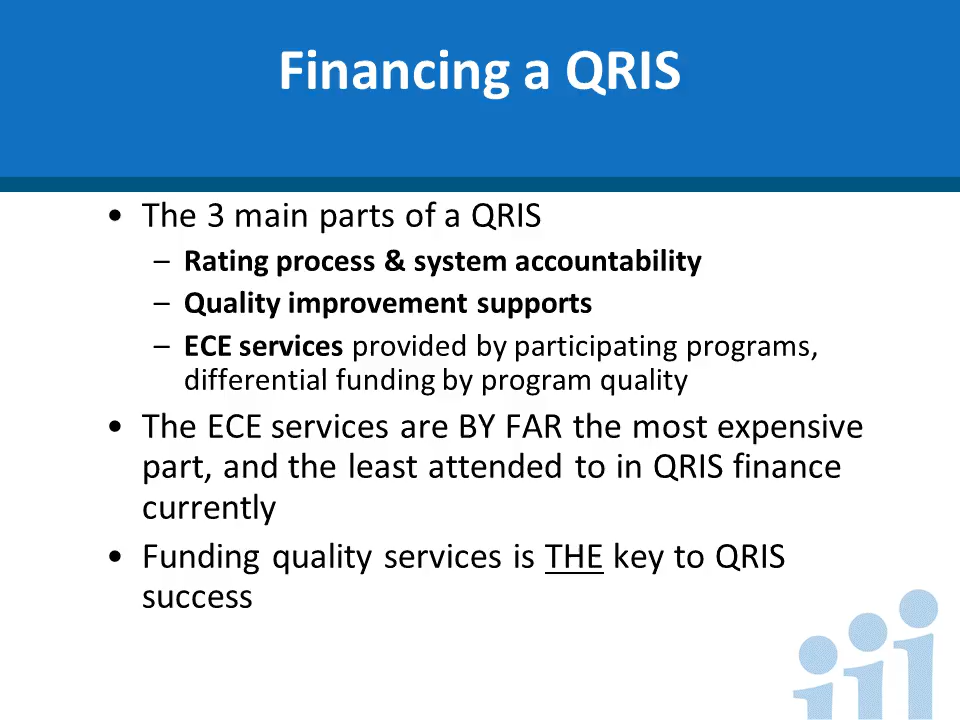 Financing a QRIS
• The 3 main parts of a QRIS
– Rating process & system accountability
– Quality improvement supports
– ECE services provided by participating programs,
differential funding by program quality
• The ECE services are BY FAR the most expensive
part, and the least attended to in QRIS finance
currently
• Funding quality services is THE key to QRIS
success